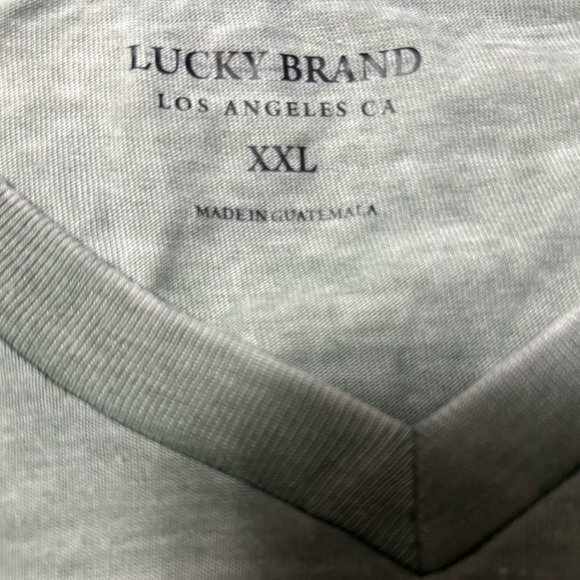 LUCKY BRAND
LOS ANGELES CA
XXL
MADE IN GUATEMALA